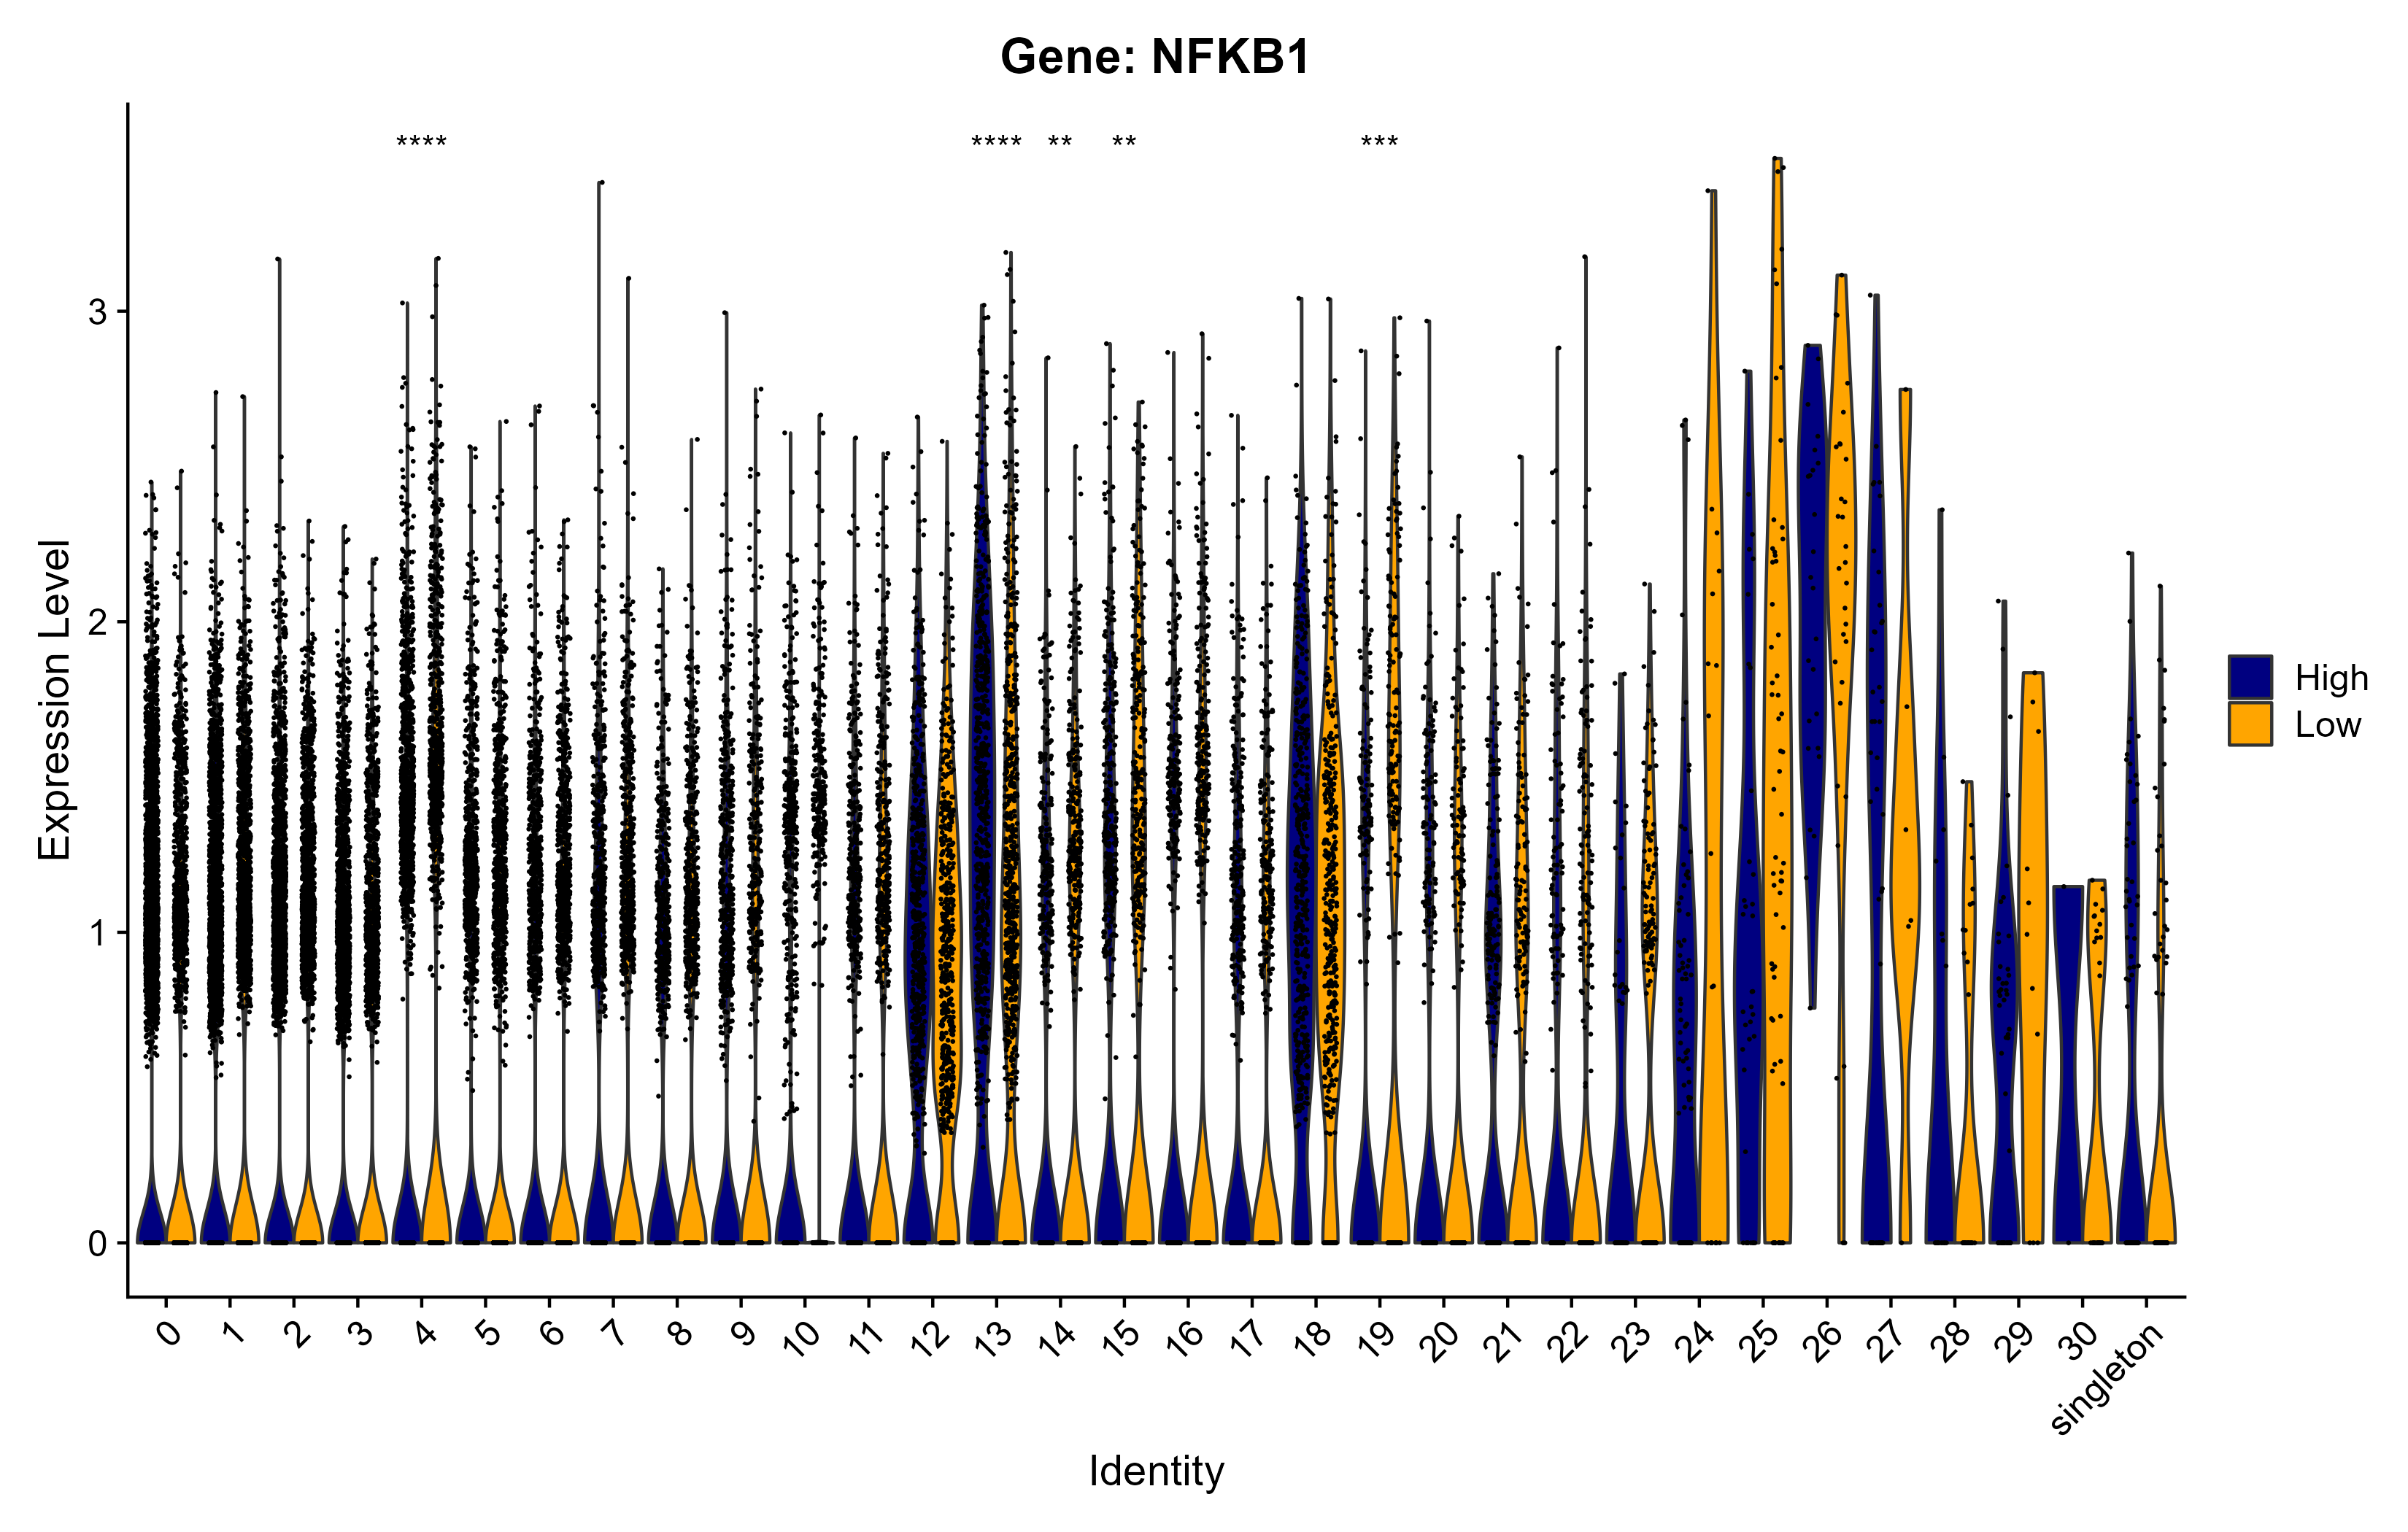 Gene: NFKB1
**** **** ** ** ***
Expression Level
3
2
1
0
High
Low
0 1 2 3 4 5 6 7 8 9 10 11 12 13 14 15 16 17 18 19 20 21 22 23 24 25 26 27 28 29 30 singleton
Identity